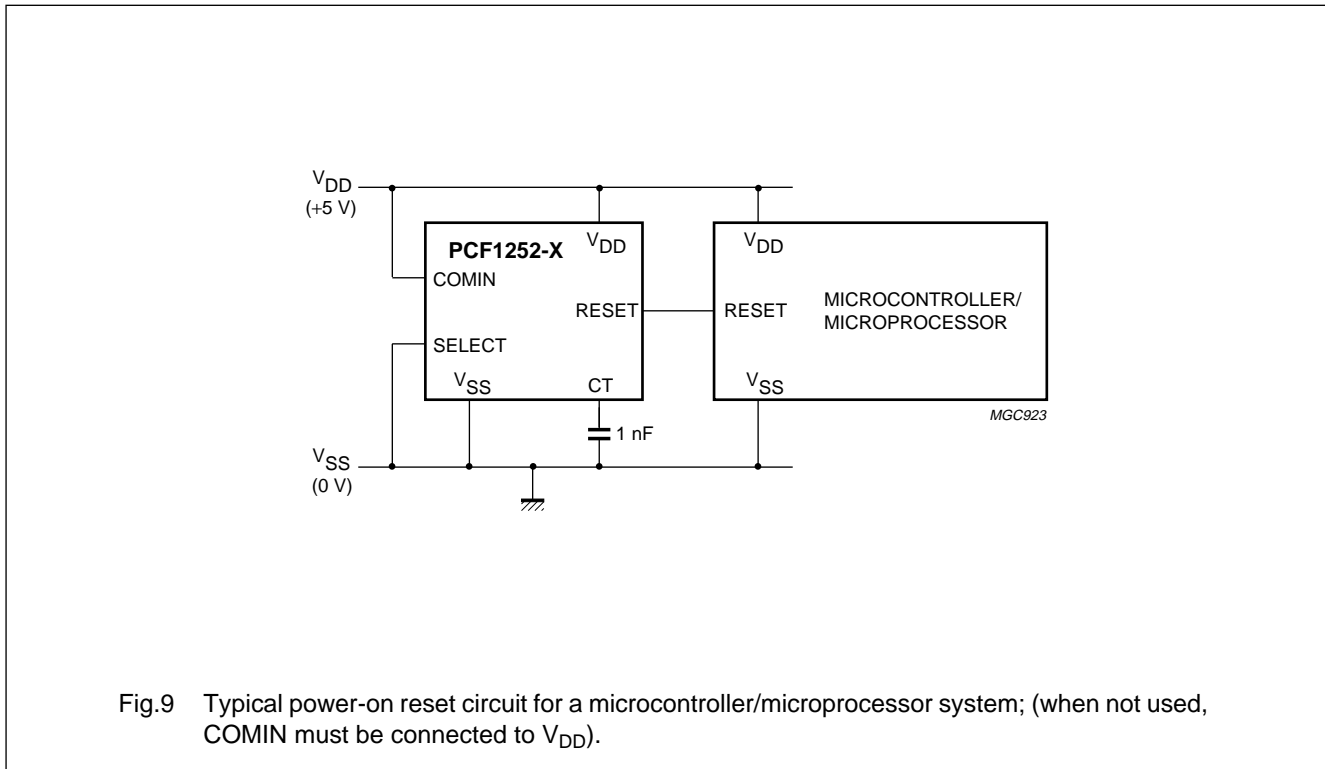 VDD
(+5 V)
PCF1252-X
VDD
VDD
COMIN
RESET
RESET
MICROCONTROLLER/
MICROPROCESSOR
SELECT
VSS
CT
VSS
MGC923
1 nF
VSS
(0 V)
Fig.9 Typical power-on reset circuit for a microcontroller/microprocessor system; (when not used,
COMIN must be connected to VDD).